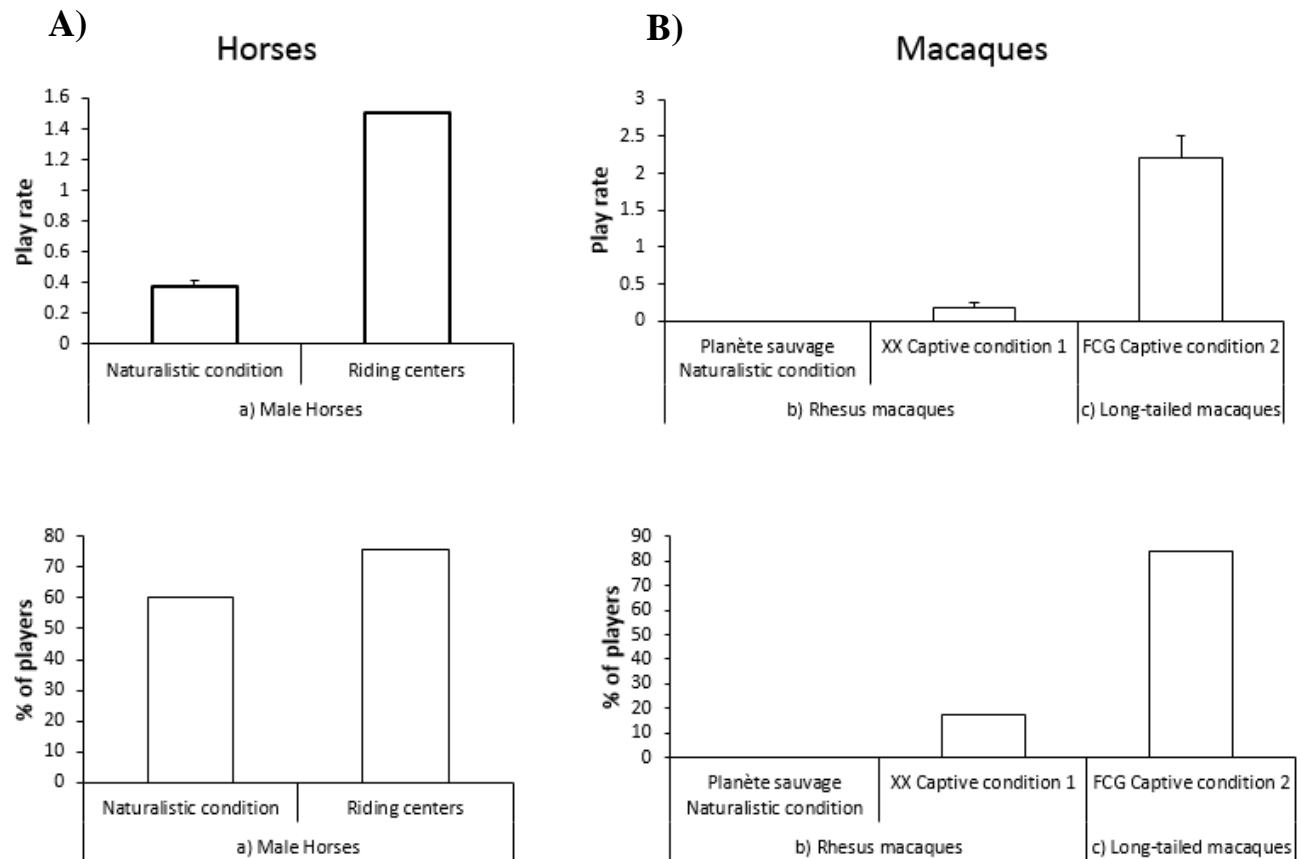 A)
Horses
Play rate
1.6
1.4
1.2
1
0.8
0.6
0.4
0.2
0
Naturalistic condition
Riding centers
a) Male Horses
B)
Macaques
Play rate
3
2.5
2
1.5
1
0.5
0
Planète sauvage
Naturalistic condition
XX Captive condition 1
FCG Captive condition 2
b) Rhesus macaques
c) Long-tailed macaques
% of players
80
70
60
50
40
30
20
10
0
Naturalistic condition
Riding centers
a) Male Horses
% of players
90
80
70
60
50
40
30
20
10
0
Planète sauvage
Naturalistic condition
XX Captive condition 1
FCG Captive condition 2
b) Rhesus macaques
c) Long-tailed macaques